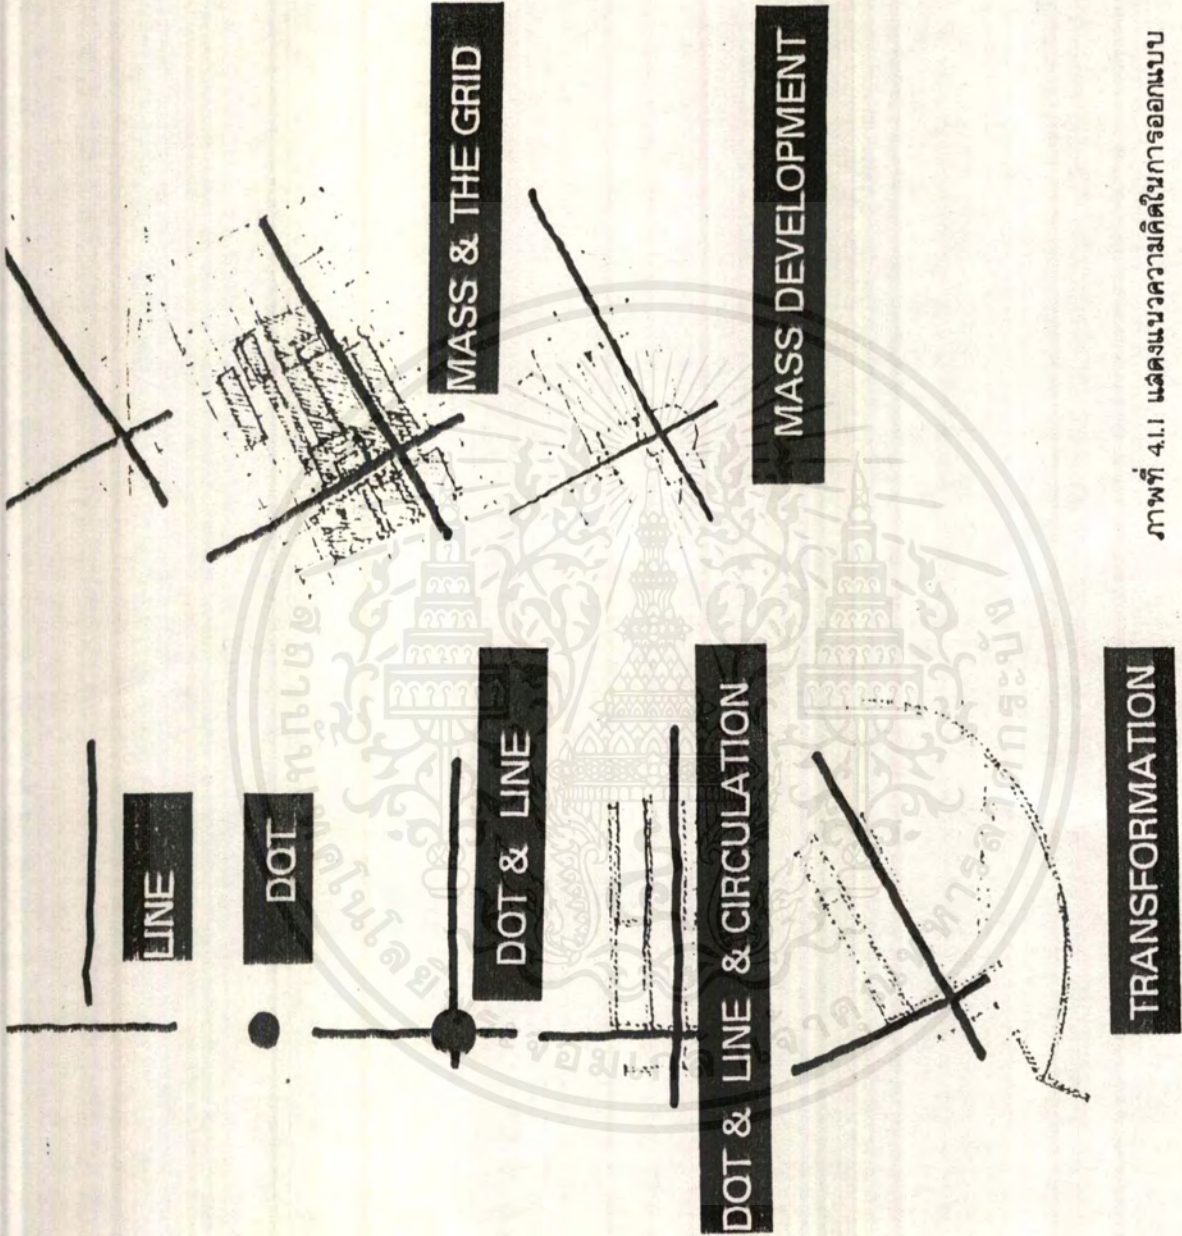 LINE
DOT
DOT & LINE
DOT & LINE & CIRCULATION
TRANSFORMATION
MASS & THE GRID
MASS DEVELOPMENT
ภาพที่ 4.1.1 แสดงแนวความคิดในการออกแบบ